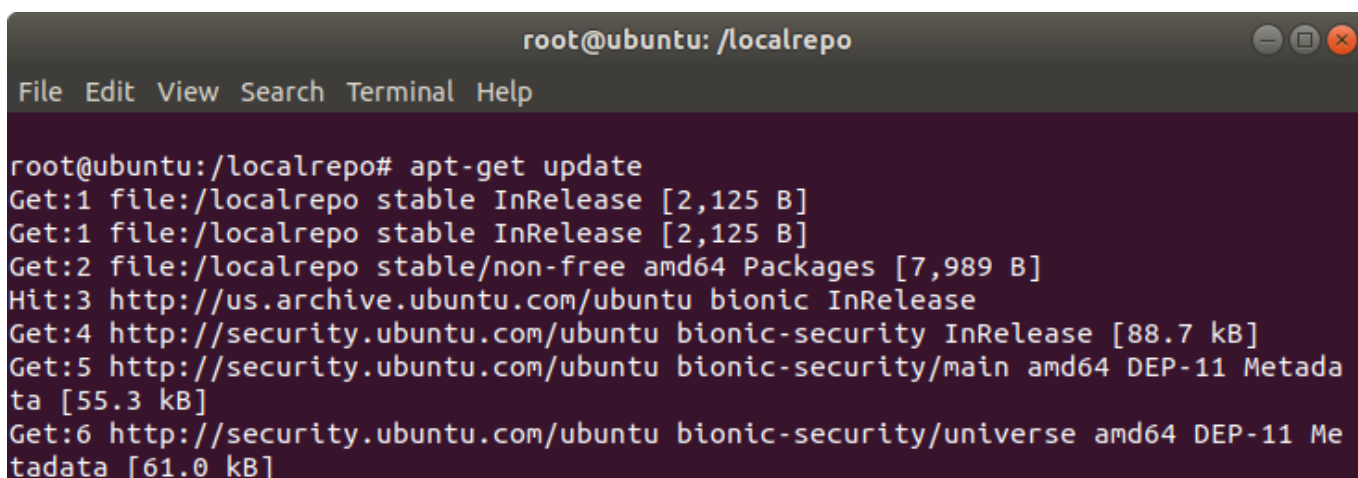 root@ubuntu: /localrepo
File Edit View Search Terminal Help
root@ubuntu:/localrepo# apt-get update
Get:1 file:/localrepo stable InRelease [2,125 B]
Get:1 file:/localrepo stable InRelease [2,125 B]
Get:2 file:/localrepo stable/non-free amd64 Packages [7,989 B]
Hit:3 http://us.archive.ubuntu.com/ubuntu bionic InRelease
Get:4 http://security.ubuntu.com/ubuntu bionic-security InRelease [88.7 kB]
Get:5 http://security.ubuntu.com/ubuntu bionic-security/main amd64 DEP-11 Metada
ta [55.3 kB]
Get:6 http://security.ubuntu.com/ubuntu bionic-security/universe amd64 DEP-11 Me
tadata [61.0 kB]